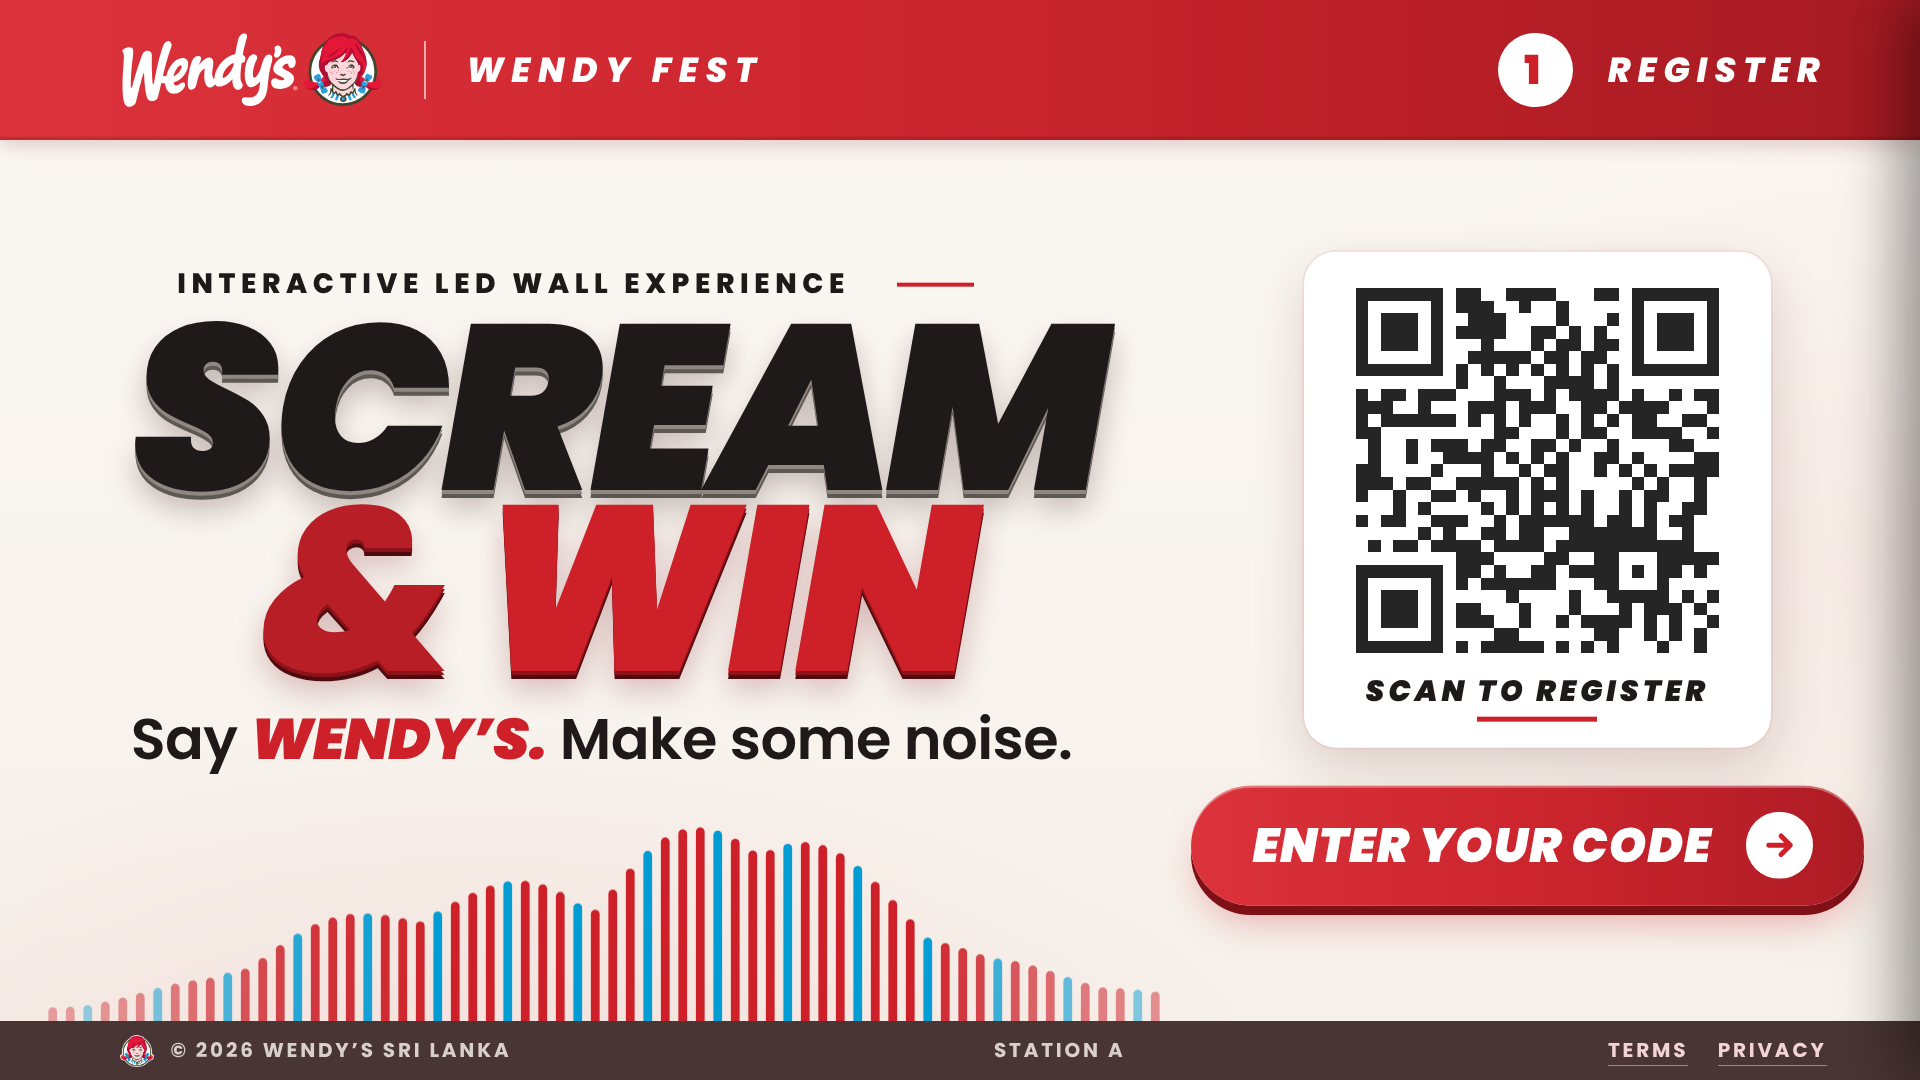 Wendy's
WENDY FEST
1 REGISTER
INTERACTIVE LED WALL EXPERIENCE
SCREAM
& WIN
Say WENDY’S. Make some noise.
SCAN TO REGISTER
ENTER YOUR CODE
© 2026 WENDY’S SRI LANKA
STATION A
TERMS PRIVACY